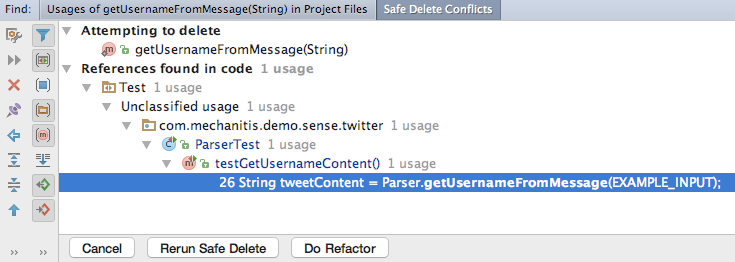 Find: Usages of getUsernameFromMessage(String) in Project Files Safe Delete Conflicts
Attempting to delete
getUsernameFromMessage(String)
References found in code 1 usage
Test 1 usage
Unclassified usage 1 usage
com.mechanitis.demo.sense.twitter 1 usage
ParserTest 1 usage
testGetUsernameContent() 1 usage
26 String tweetContent = Parser.getUsernameFromMessage(EXAMPLE_INPUT);
Cancel Rerun Safe Delete Do Refactor